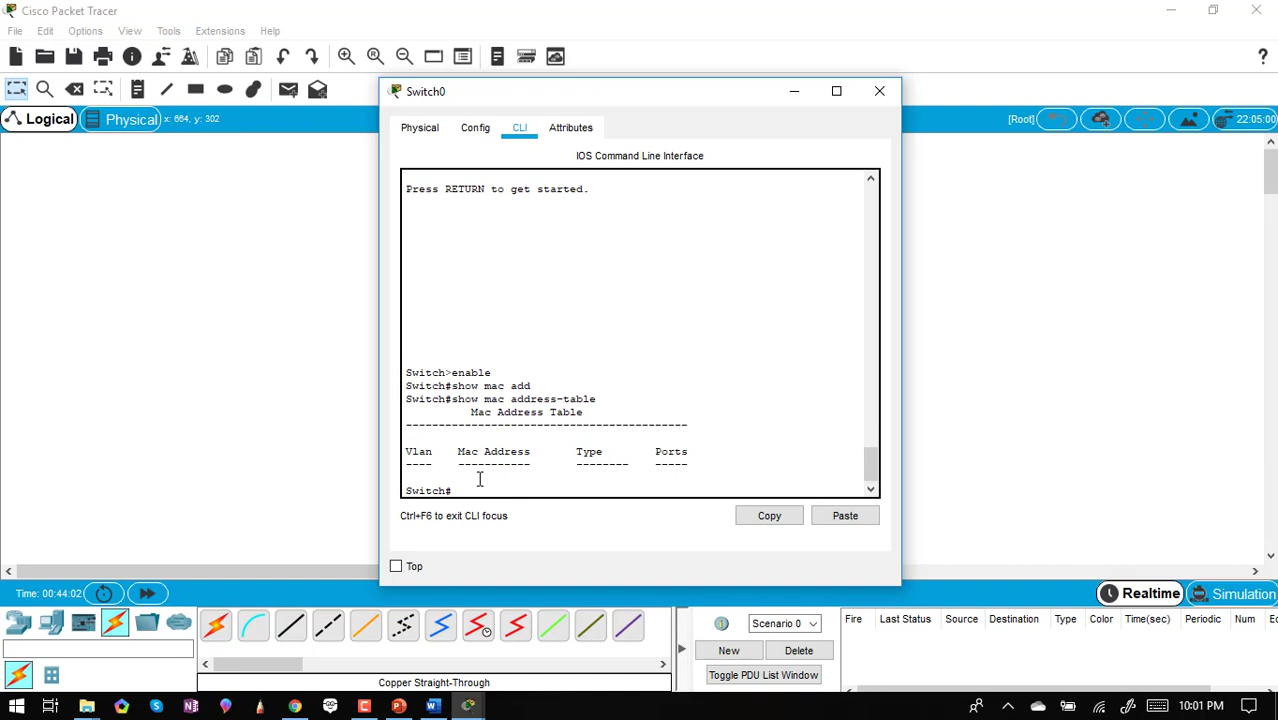 Cisco Packet Tracer
File Edit Options View Tools Extensions Help
?
Switch0
Logical Physical x: 664, y: 302
[Root] 22:05:00
Physical Config CLI Attributes
IOS Command Line Interface
Press RETURN to get started.
Switch>enable
Switch#show mac add
Switch#show mac address-table
Mac Address Table
-------------------------------------------
Vlan Mac Address Type Ports
---- ----------- -------- -----
Switch#
Ctrl+F6 to exit CLI focus
Copy Paste
Top
Time: 00:44:02
Realtime Simulation
Scenario 0
Fire Last Status Source Destination Type Color Time(sec) Periodic Num
New Delete
Toggle PDU List Window
Copper Straight-Through
10:01 PM